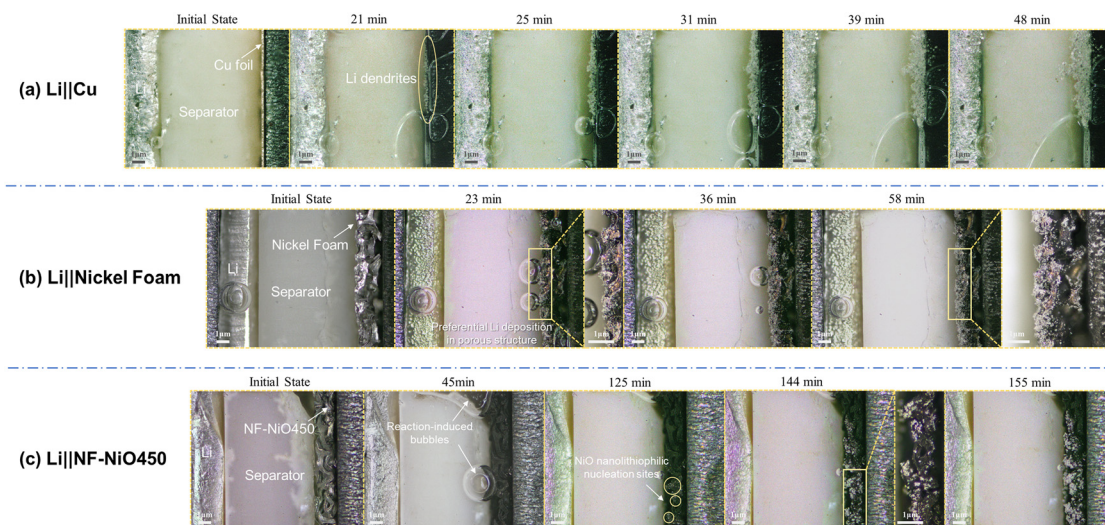 Initial State
21 min
25 min
31 min
39 min
48 min
(a) Li||Cu
Li
Separator
Cu foil
Li dendrites
1μm
1μm
1μm
1μm
1μm
1μm
Initial State
23 min
36 min
58 min
(b) Li||Nickel Foam
Li
Separator
Nickel Foam
Preferential Li deposition
in porous structure
1μm
1μm
1μm
1μm
1μm
1μm
Initial State
45min
125 min
144 min
155 min
(c) Li||NF-NiO450
Li
Separator
NF-NiO450
Reaction-induced
bubbles
NiO nanolithiophilic
nucleation sites
1μm
1μm
1μm
1μm
1μm
1μm